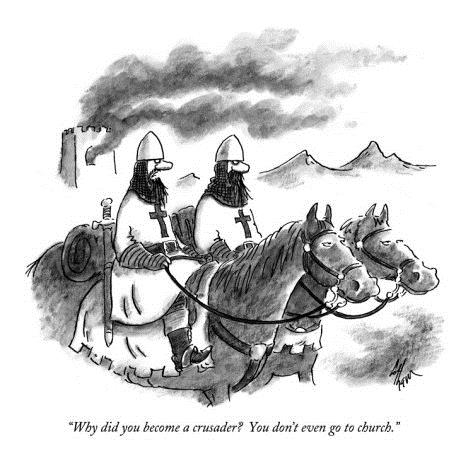 “Why did you become a crusader?  You don’t even go to church.”